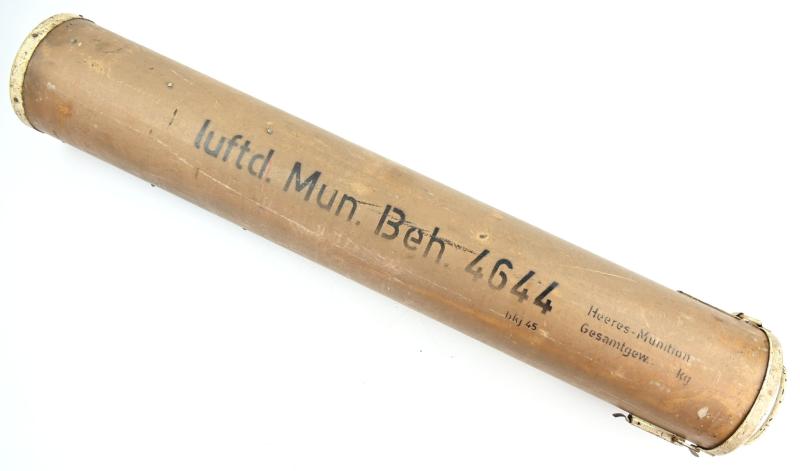 luftd. Mun. Beh. 4644
bkj 45
Heeres-Munition
Gesamtgew. kg